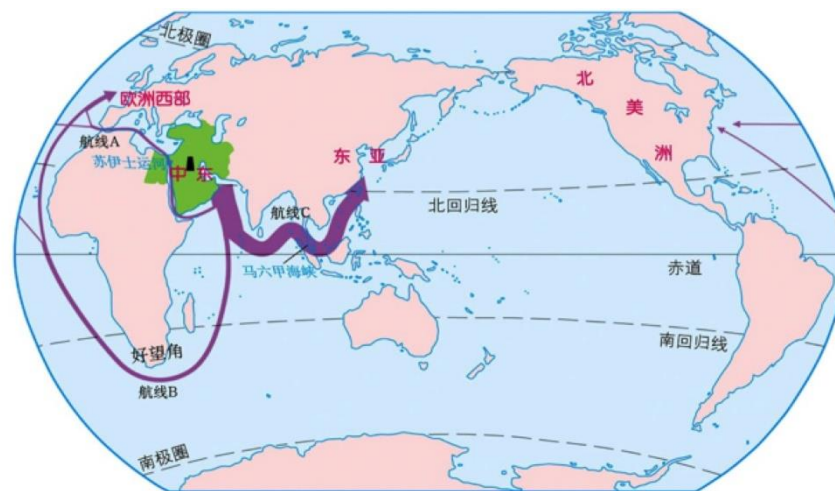 北极圈
北
欧洲西部
美
航线A
苏伊士运河
东 亚
洲
中 东
航线C
北回归线
马六甲海峡
赤道
好望角
南回归线
航线B
南极圈